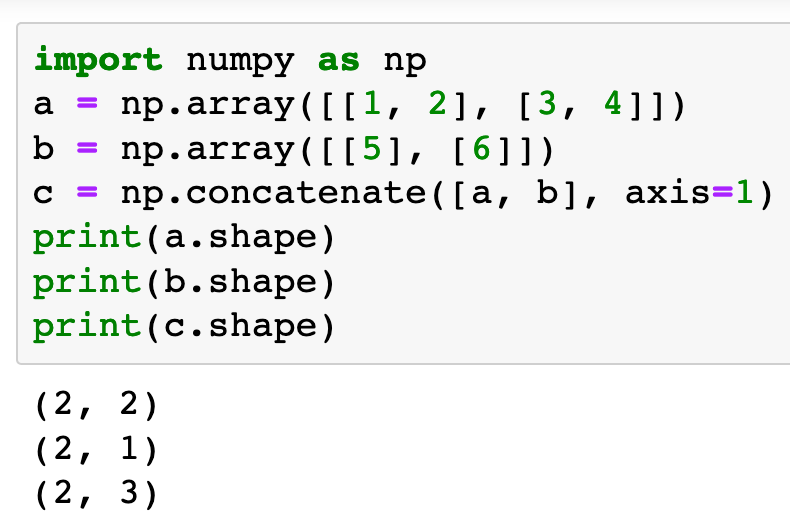 import numpy as np
a = np.array([[1, 2], [3, 4]])
b = np.array([[5], [6]])
c = np.concatenate([a, b], axis=1)
print(a.shape)
print(b.shape)
print(c.shape)
(2, 2)
(2, 1)
(2, 3)